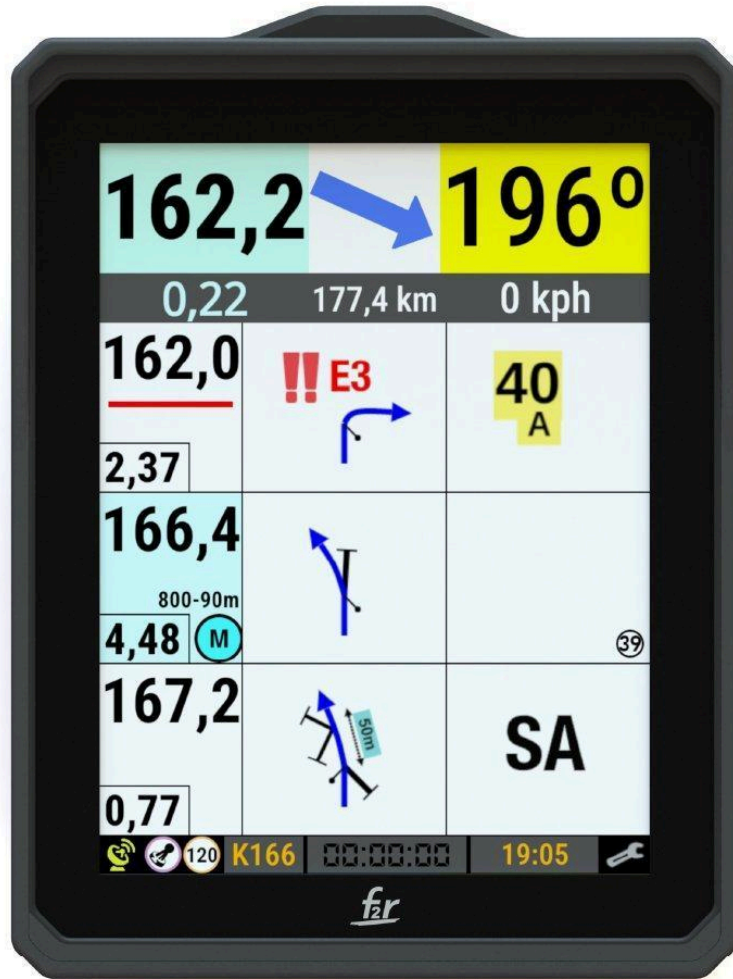 162,2 196º
0,22 177,4 km 0 kph
162,0
2,37
‼ E3
40
A
166,4
800-90m
4,48 M
39
167,2
0,77
50m
SA
120 K166 00:00:00 19:05
f2r